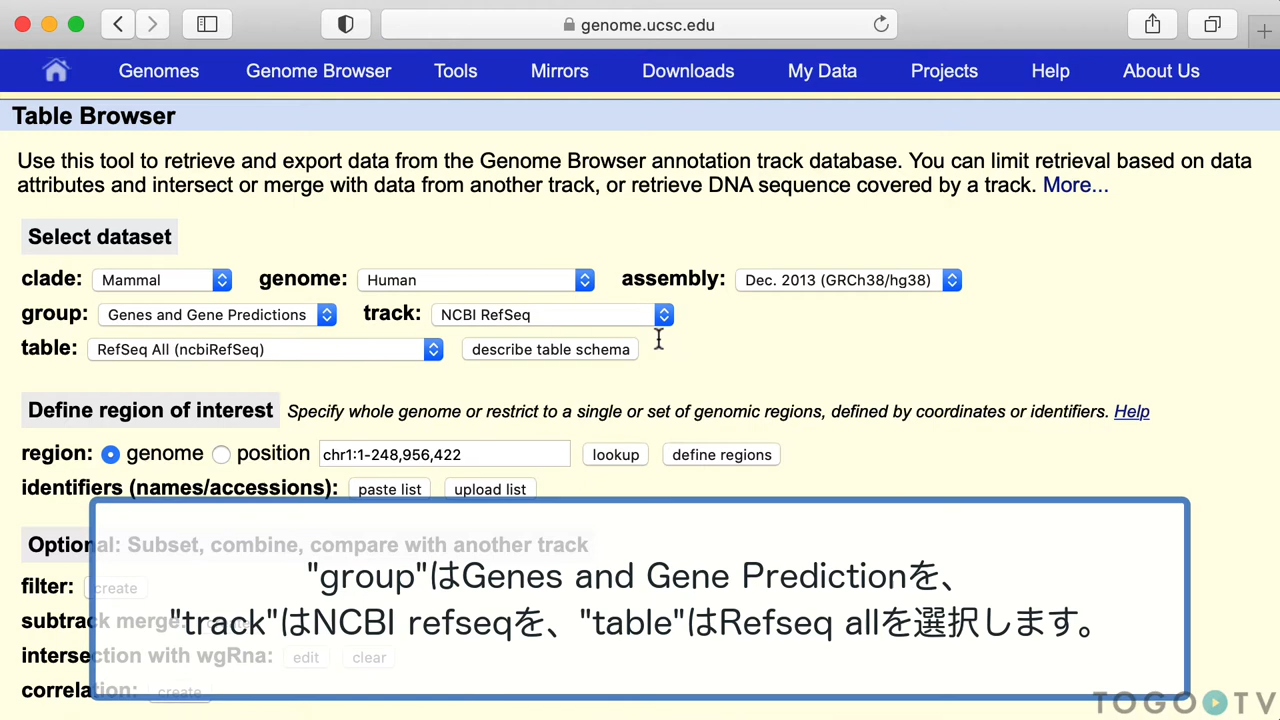 genome.ucsc.edu
Genomes Genome Browser Tools Mirrors Downloads My Data Projects Help About Us
Table Browser
Use this tool to retrieve and export data from the Genome Browser annotation track database. You can limit retrieval based on data
attributes and intersect or merge with data from another track, or retrieve DNA sequence covered by a track. More...
Select dataset
clade: Mammal genome: Human assembly: Dec. 2013 (GRCh38/hg38)
group: Genes and Gene Predictions track: NCBI RefSeq
table: RefSeq All (ncbiRefSeq) describe table schema
Define region of interest Specify whole genome or restrict to a single or set of genomic regions, defined by coordinates or identifiers. Help
region: genome position chr1:1-248,956,422 lookup define regions
identifiers (names/accessions): paste list upload list
Optional: Subset, combine, compare with another track
filter: create
subtrack merge:
intersection with wgRna: edit clear
correlation: create
"group"はGenes and Gene Predictionを、
"track"はNCBI refseqを、"table"はRefseq allを選択します。
TOGO TV